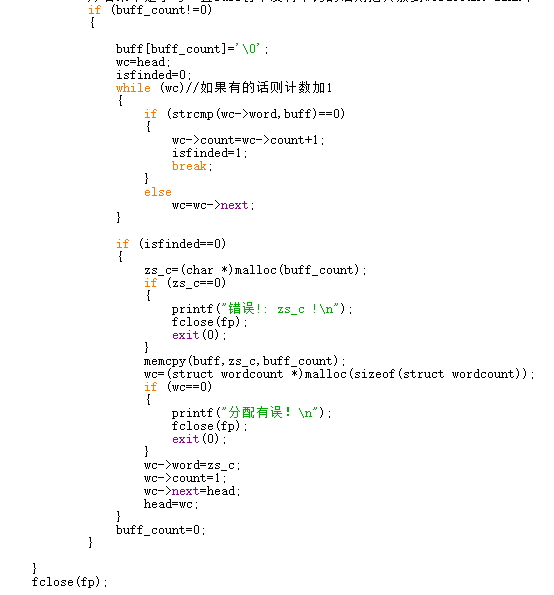 if (buff_count!=0)
{
buff[buff_count]='\0';
wc=head;
isfinded=0;
while (wc)//如果有的话则计数加1
{
if (strcmp(wc->word,buff)==0)
{
wc->count=wc->count+1;
isfinded=1;
break;
}
else
wc=wc->next;
}
if (isfinded==0)
{
zs_c=(char *)malloc(buff_count);
if (zs_c==0)
{
printf("错误!: zs_c !\n");
fclose(fp);
exit(0);
}
memcpy(buff,zs_c,buff_count);
wc=(struct wordcount *)malloc(sizeof(struct wordcount));
if (wc==0)
{
printf("分配有误! \n");
fclose(fp);
exit(0);
}
wc->word=zs_c;
wc->count=1;
wc->next=head;
head=wc;
}
buff_count=0;
}
}
fclose(fp);